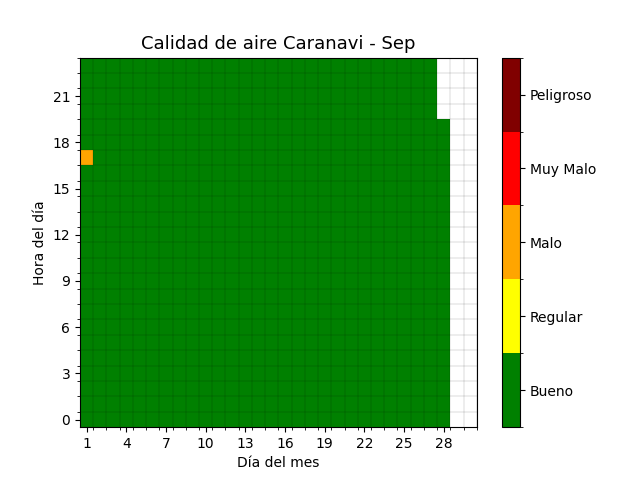 Calidad de aire Caranavi - Sep
Hora del día
21
18
15
12
9
6
3
0
1 4 7 10 13 16 19 22 25 28
Día del mes
Peligroso
Muy Malo
Malo
Regular
Bueno